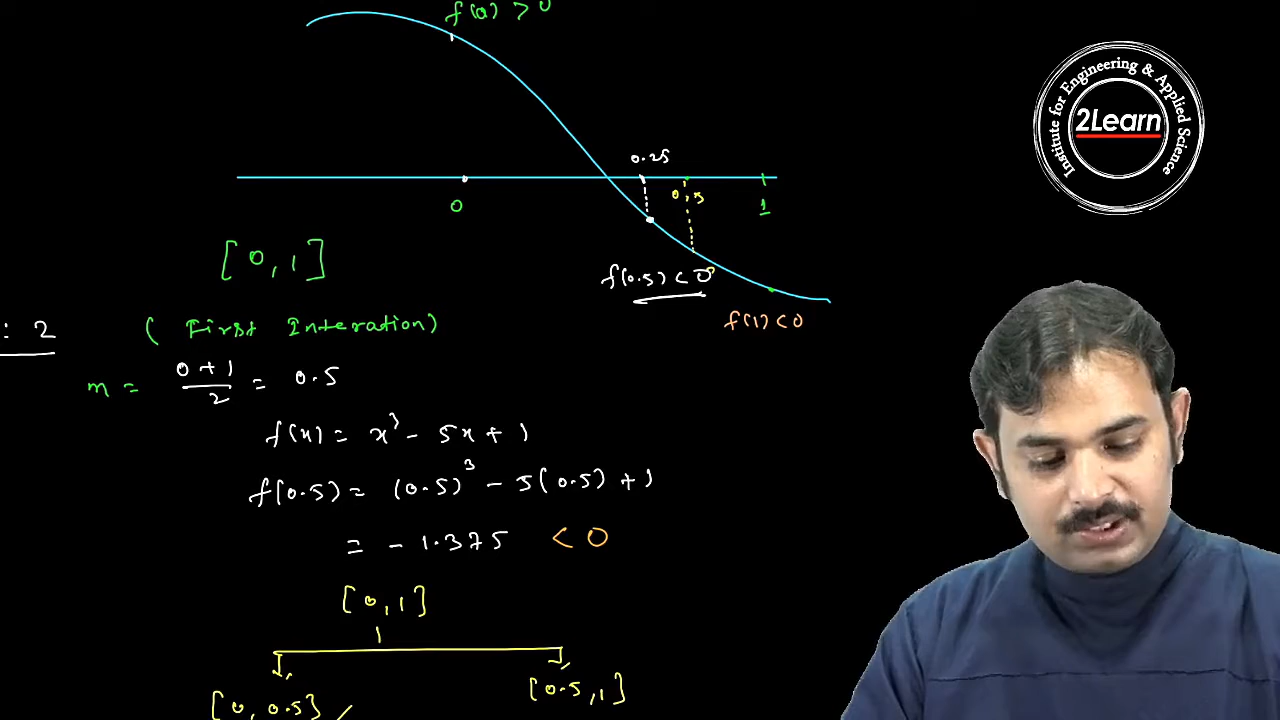 f(0) > 0
Institute for Engineering & Applied Science
2Learn
0.25
0.5
0
1
[0,1]
f(0.5) < 0
f(1) < 0
: 2
( First Interation)
m = 0+1/2 = 0.5
f(x) = x³ - 5x + 1
f(0.5) = (0.5)³ - 5(0.5) + 1
= - 1.375 < 0
[0,1]
[0, 0.5] ✓
[0.5,1]